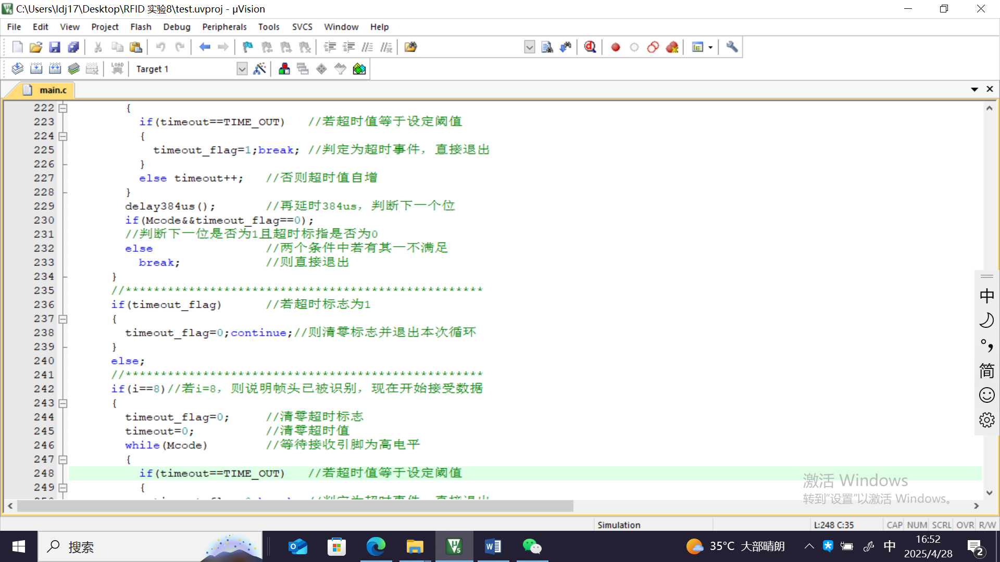 C:\Users\ldj17\Desktop\RFID 实验8\test.uvproj - µVision
File Edit View Project Flash Debug Peripherals Tools SVCS Window Help
LOAD Target 1
main.c
222 {
223 if(timeout==TIME_OUT) //若超时值等于设定阈值
224 {
225 timeout_flag=1;break; //判定为超时事件，直接退出
226 }
227 else timeout++; //否则超时值自增
228 }
229 delay384us(); //再延时384us，判断下一个位
230 if(Mcode&&timeout_flag==0);
231 //判断下一位是否为1且超时标指是否为0
232 else //两个条件中若有其一不满足
233 break; //则直接退出
234 }
235 //***************************************************
236 if(timeout_flag) //若超时标志为1
237 {
238 timeout_flag=0;continue;//则清零标志并退出本次循环
239 }
240 else;
241 //***************************************************
242 if(i==8)//若i=8，则说明帧头已被识别，现在开始接受数据
243 {
244 timeout_flag=0; //清零超时标志
245 timeout=0; //清零超时值
246 while(Mcode) //等待接收引脚为高电平
247 {
248 if(timeout==TIME_OUT) //若超时值等于设定阈值
249 {
中
简
激活 Windows
转到“设置”以激活 Windows。
Simulation L:248 C:35 CAP NUM SCRL OVR R/W
搜索 35°C 大部晴朗 中 16:52
2025/4/28 2